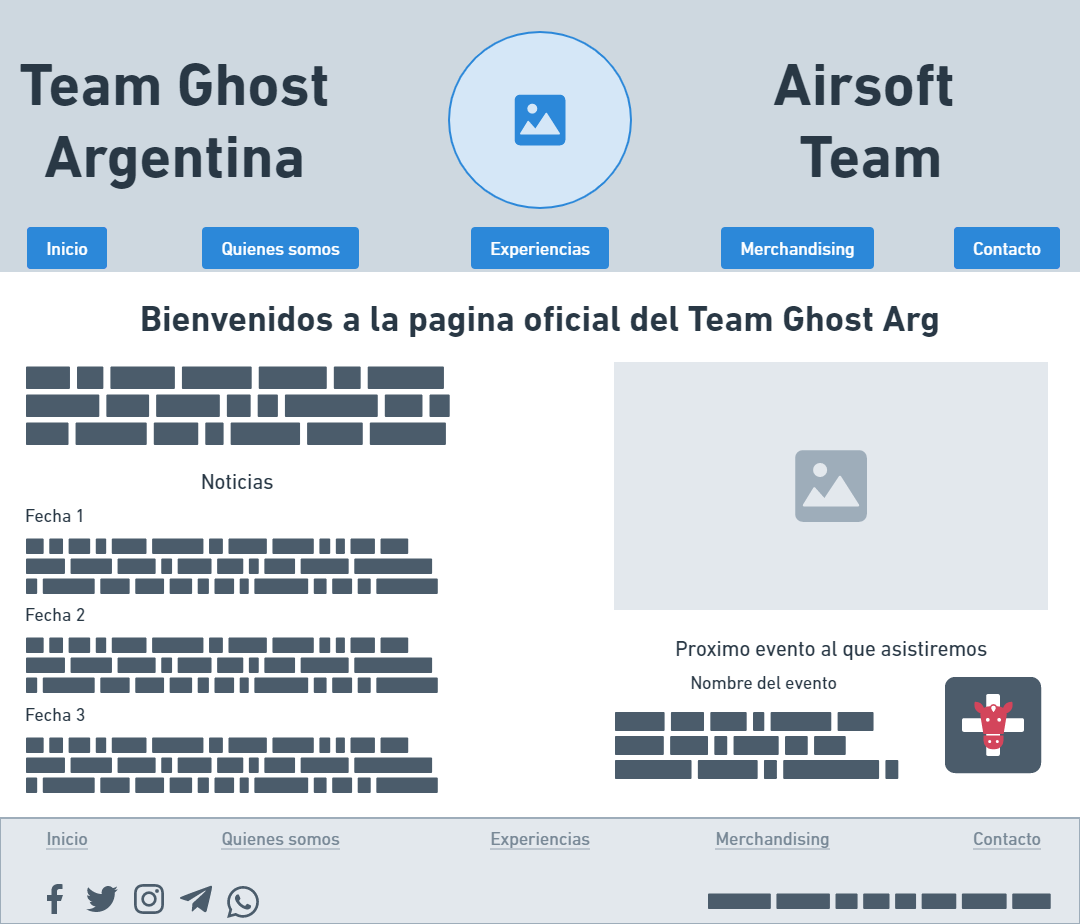 Team Ghost
Argentina
Airsoft
Team
Inicio
Quienes somos
Experiencias
Merchandising
Contacto
Bienvenidos a la pagina oficial del Team Ghost Arg
Noticias
Fecha 1
Fecha 2
Fecha 3
Proximo evento al que asistiremos
Nombre del evento
Inicio
Quienes somos
Experiencias
Merchandising
Contacto